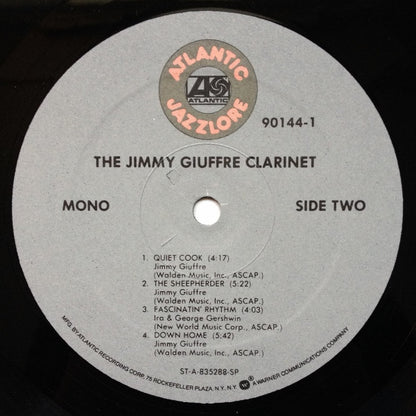 ATLANTIC
JAZZLORE
ATLANTIC
90144-1
THE JIMMY GIUFFRE CLARINET
MONO
SIDE TWO
1. QUIET COOK (4:17)
Jimmy Giuffre
(Walden Music, Inc., ASCAP.)
2. THE SHEEPHERDER (5:22)
Jimmy Giuffre
(Walden Music, Inc., ASCAP.)
3. FASCINATIN' RHYTHM (4:03)
Ira & George Gershwin
(New World Music Corp., ASCAP.)
4. DOWN HOME (5:42)
Jimmy Giuffre
(Walden Music, Inc., ASCAP.)
ST-A-835288-SP
MFG. BY ATLANTIC RECORDING CORP., 75 ROCKEFELLER PLAZA, N.Y., N.Y. W A WARNER COMMUNICATIONS COMPANY